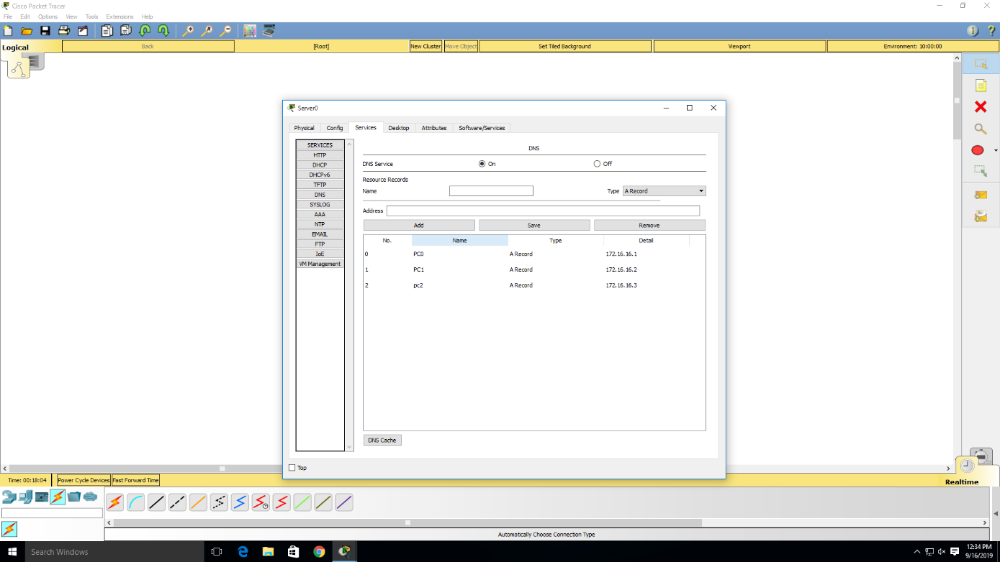 Cisco Packet Tracer
File Edit Options View Tools Extensions Help
Logical
Back
[Root]
New Cluster
Move Object
Set Tiled Background
Viewport
Environment: 10:00:00
Server0
Physical Config Services Desktop Attributes Software/Services
SERVICES
HTTP
DHCP
DHCPv6
TFTP
DNS
SYSLOG
AAA
NTP
EMAIL
FTP
IoE
VM Management
DNS
DNS Service On Off
Resource Records
Name Type A Record
Address
Add Save Remove
No. Name Type Detail
0 PC0 A Record 172.16.16.1
1 PC1 A Record 172.16.16.2
2 pc2 A Record 172.16.16.3
DNS Cache
Top
Time: 00:18:04 Power Cycle Devices Fast Forward Time
Realtime
Automatically Choose Connection Type
Search Windows
12:34 PM
9/16/2019